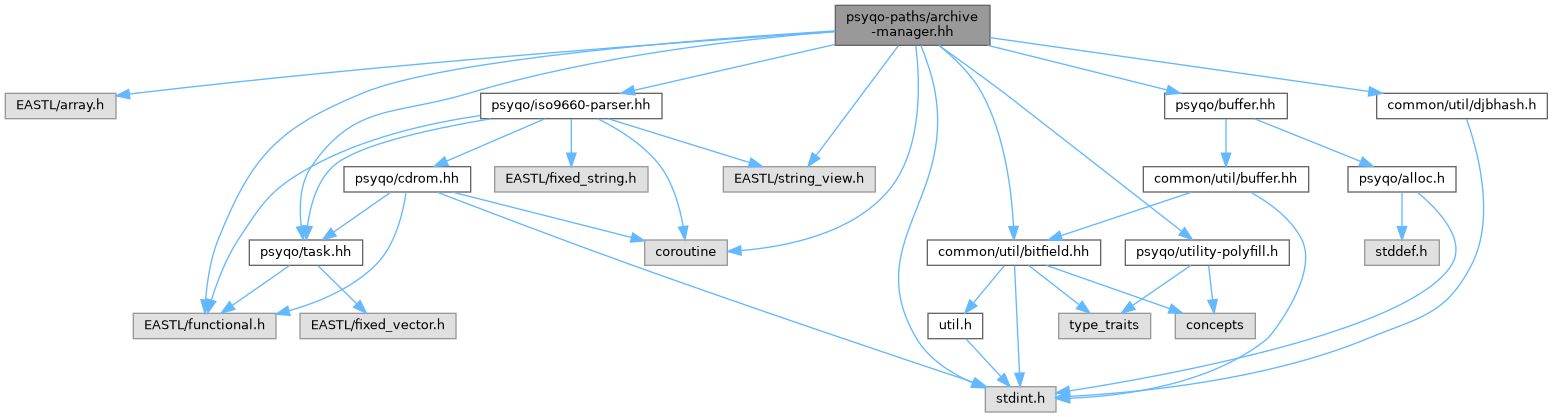 psyqo-paths/archive
-manager.hh
EASTL/array.h
psyqo/iso9660-parser.hh
psyqo/buffer.hh
common/util/djbhash.h
psyqo/cdrom.hh
EASTL/fixed_string.h
EASTL/string_view.h
common/util/buffer.hh
psyqo/alloc.h
psyqo/task.hh
coroutine
common/util/bitfield.hh
psyqo/utility-polyfill.h
stddef.h
EASTL/functional.h
EASTL/fixed_vector.h
util.h
type_traits
concepts
stdint.h